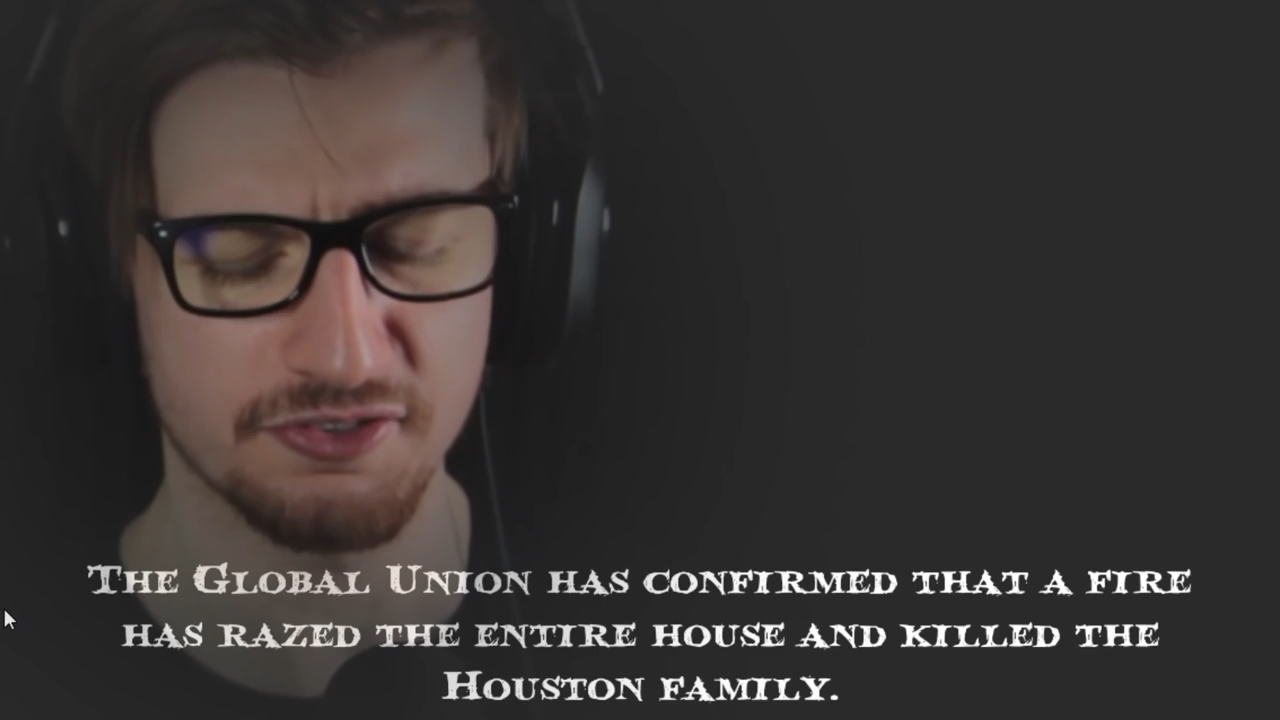 The Global Union has confirmed that a fire
has razed the entire house and killed the
Houston family.